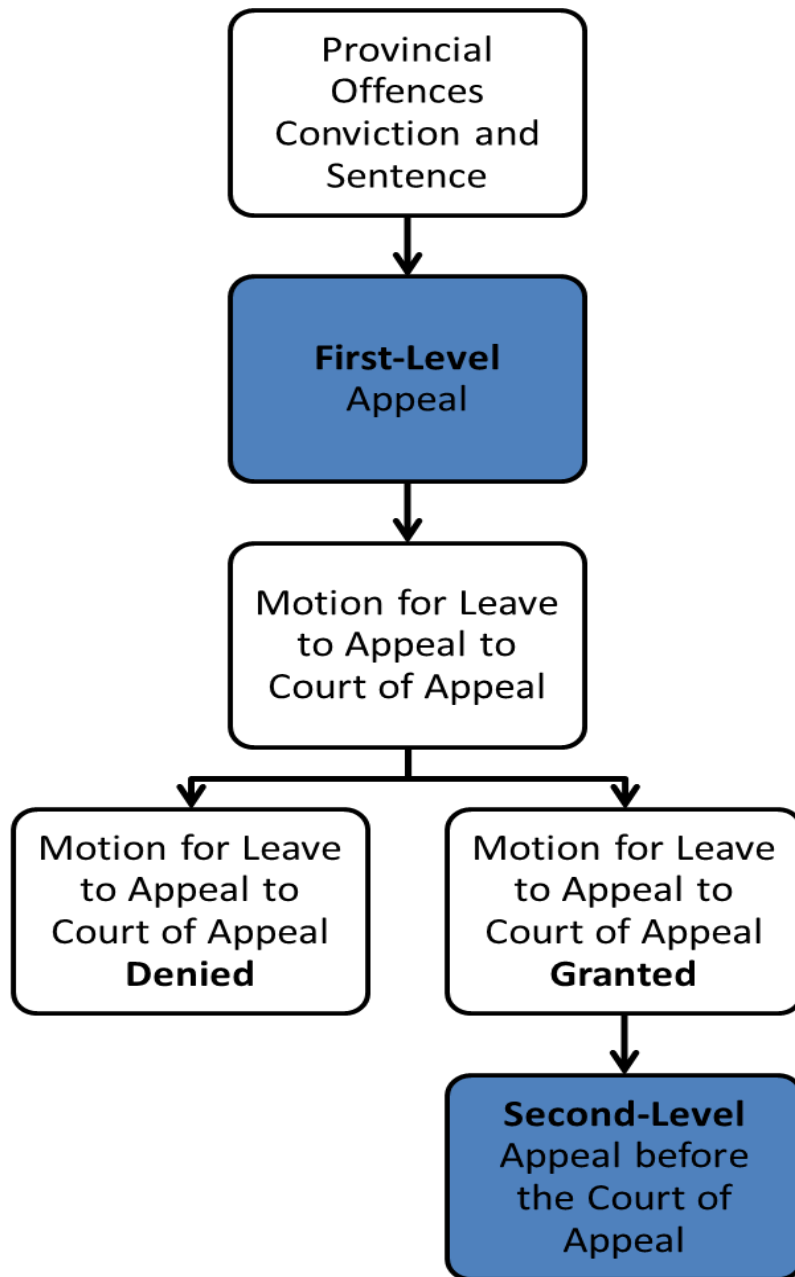 Provincial
Offences
Conviction and
Sentence
First-Level
Appeal
Motion for Leave
to Appeal to
Court of Appeal
Motion for Leave
to Appeal to
Court of Appeal
Denied
Motion for Leave
to Appeal to
Court of Appeal
Granted
Second-Level
Appeal before
the Court of
Appeal